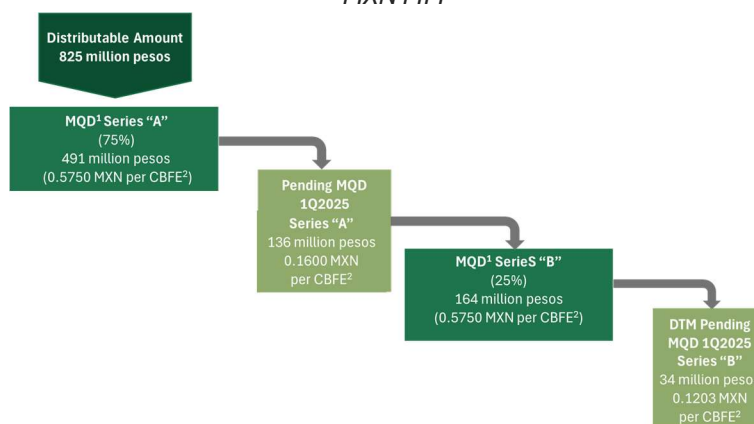 Distributable Amount
825 million pesos
MQD¹ Series “A”
(75%)
491 million pesos
(0.5750 MXN per CBFE²)
Pending MQD
1Q2025
Series “A”
136 million pesos
0.1600 MXN
per CBFE²
MQD¹ SerieS “B”
(25%)
164 million pesos
(0.5750 MXN per CBFE²)
DTM Pending
MQD 1Q2025
Series “B”
34 million peso
0.1203 MXN
per CBFE²